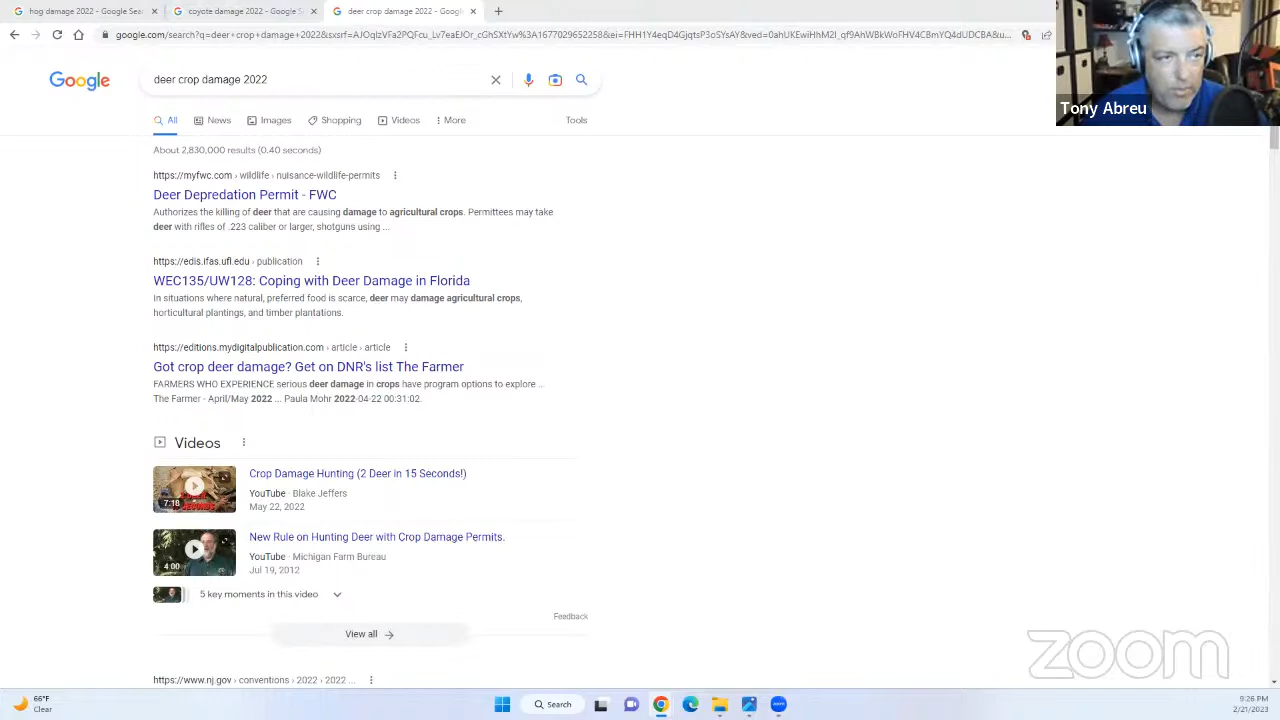 hog damage 2022 - Google Sea
coyote damage 2022 - Google S
deer crop damage 2022 - Google
google.com/search?q=deer+crop+damage+2022&sxsrf=
Tony Abreu
Google
deer crop damage 2022
All
News
Images
Shopping
Videos
More
Tools
About 2,830,000 results (0.40 seconds)
https://myfwc.com › wildlife › nuisance-wildlife-permits
Deer Depredation Permit - FWC
Authorizes the killing of deer that are causing damage to agricultural crops. Permittees may take
deer with rifles of .223 caliber or larger, shotguns using ...
https://edis.ifas.ufl.edu › publication
WEC135/UW128: Coping with Deer Damage in Florida
In situations where natural, preferred food is scarce, deer may damage agricultural crops,
horticultural plantings, and timber plantations.
https://editions.mydigitalpublication.com › article › article
Got crop deer damage? Get on DNR's list The Farmer
FARMERS WHO EXPERIENCE serious deer damage in crops have program options to explore ...
The Farmer - April/May 2022 ... Paula Mohr 2022-04-22 00:31:02.
Videos
7:18
Crop Damage Hunting (2 Deer in 15 Seconds!)
YouTube · Blake Jeffers
May 22, 2022
4:00
New Rule on Hunting Deer with Crop Damage Permits.
YouTube · Michigan Farm Bureau
Jul 19, 2012
5 key moments in this video
Feedback
View all
https://www.nj.gov › conventions › 2022 › 2022 ...
zoom
66°F
Clear
Search
zoom
9:26 PM
2/21/2023